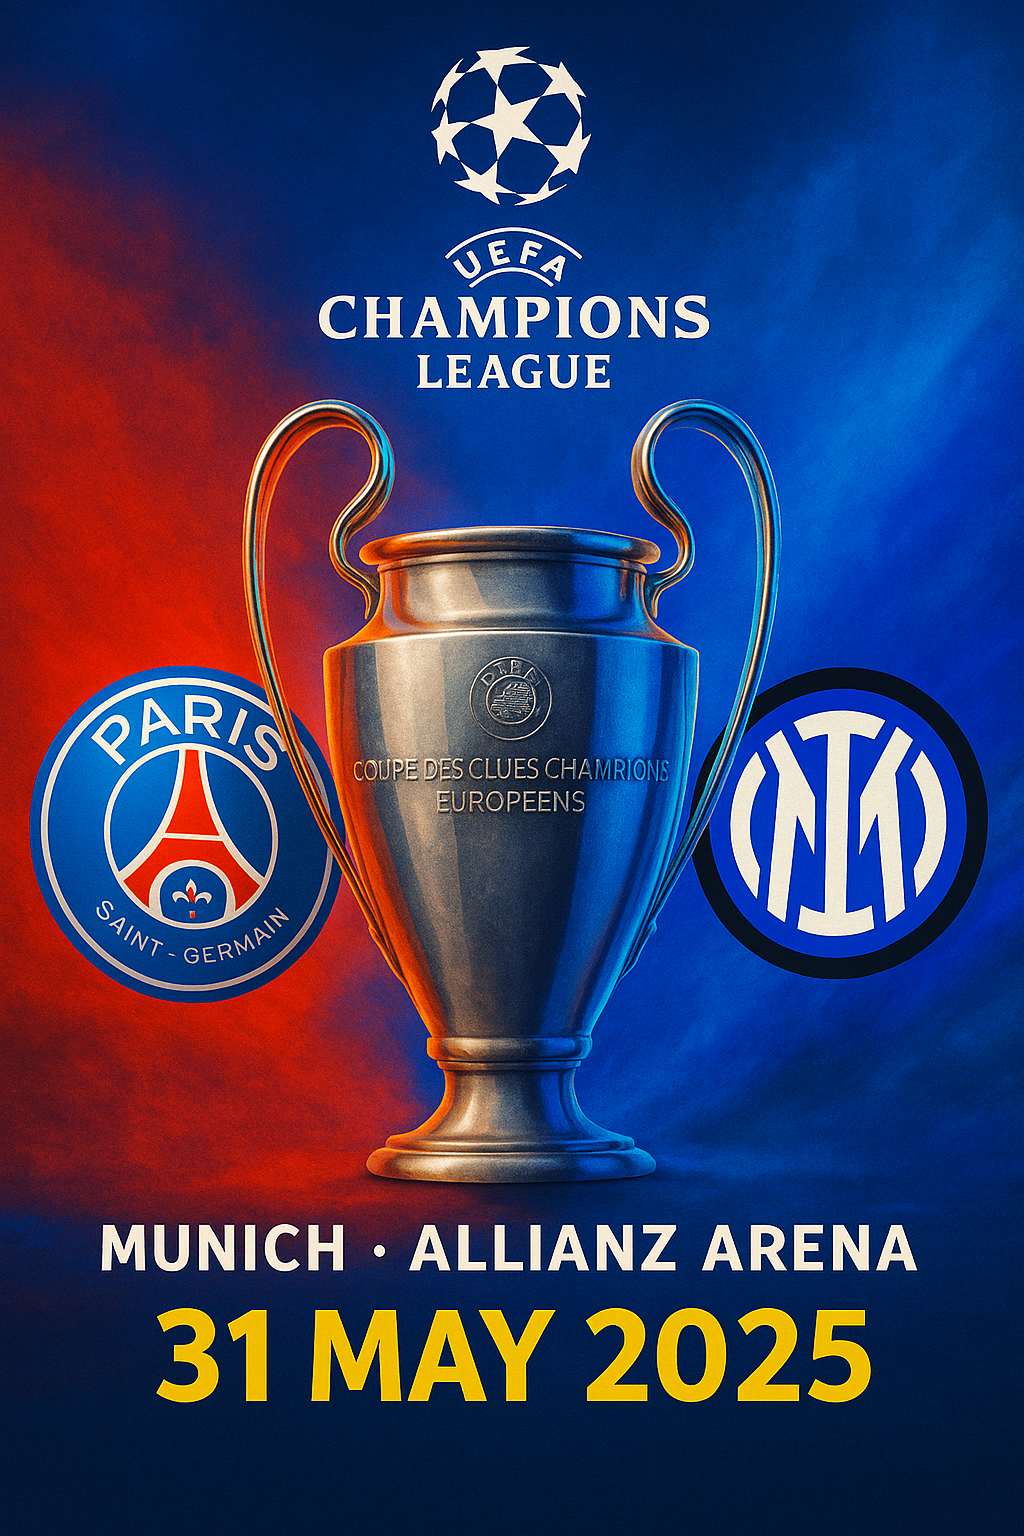 UEFA
CHAMPIONS
LEAGUE
COUPE DES CLUES CHAMRIONS
EUROPEENS
PARIS
SAINT - GERMAIN
MUNICH · ALLIANZ ARENA
31 MAY 2025